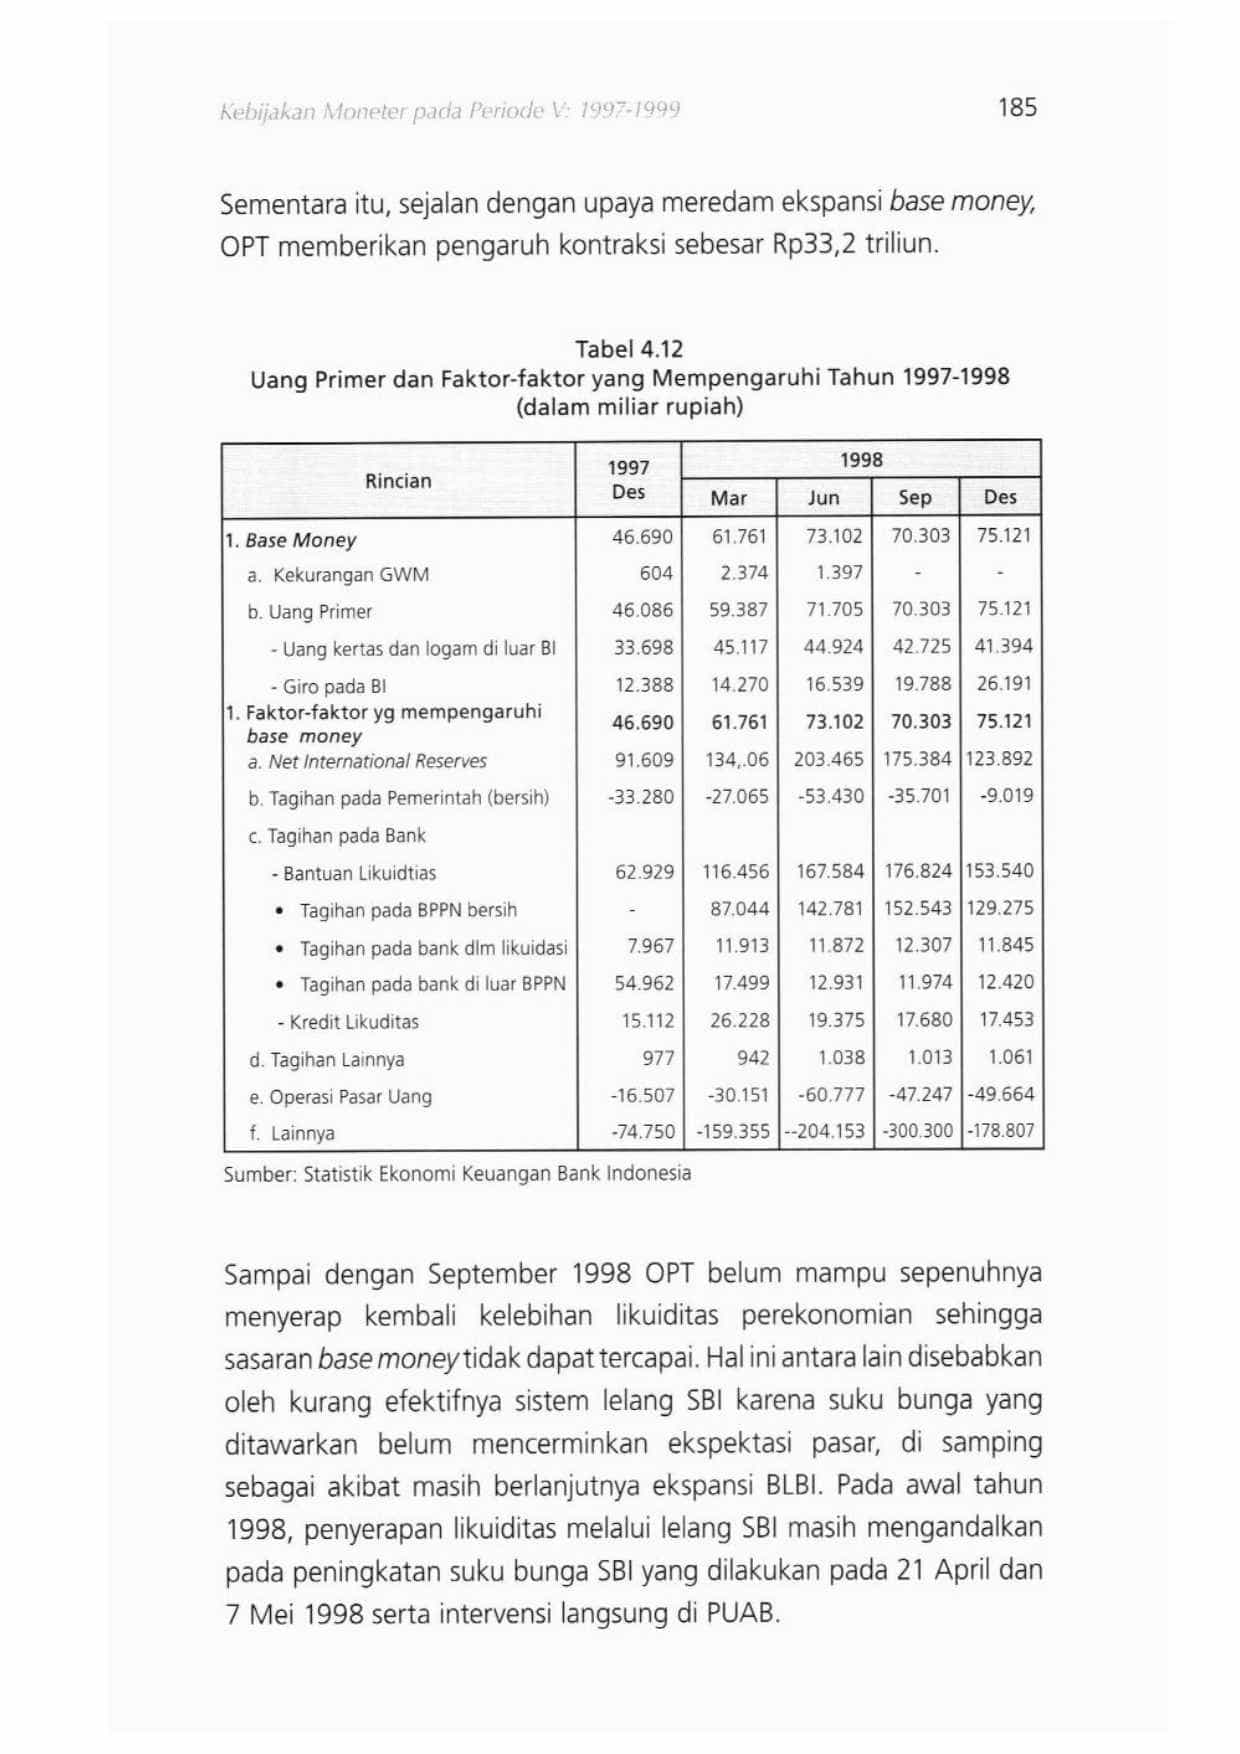 Kebijakan Moneter pada Periode V: 1997-1999 185
Sementara itu, sejalan dengan upaya meredam ekspansi base money,
OPT memberikan pengaruh kontraksi sebesar Rp33,2 triliun.
Tabel 4.12
Uang Primer dan Faktor-faktor yang Mempengaruhi Tahun 1997-1998
(dalam miliar rupiah)
Rincian 1997 Des 1998
Mar Jun Sep Des
1. Base Money 46.690 61.761 73.102 70.303 75.121
a. Kekurangan GWM 604 2.374 1.397 - -
b. Uang Primer 46.086 59.387 71.705 70.303 75.121
- Uang kertas dan logam di luar BI 33.698 45.117 44.924 42.725 41.394
- Giro pada BI 12.388 14.270 16.539 19.788 26.191
1. Faktor-faktor yg mempengaruhi
base money 46.690 61.761 73.102 70.303 75.121
a. Net International Reserves 91.609 134,.06 203.465 175.384 123.892
b. Tagihan pada Pemerintah (bersih) -33.280 -27.065 -53.430 -35.701 -9.019
c. Tagihan pada Bank
- Bantuan Likuidtias 62.929 116.456 167.584 176.824 153.540
• Tagihan pada BPPN bersih - 87.044 142.781 152.543 129.275
• Tagihan pada bank dlm likuidasi 7.967 11.913 11.872 12.307 11.845
• Tagihan pada bank di luar BPPN 54.962 17.499 12.931 11.974 12.420
- Kredit Likuditas 15.112 26.228 19.375 17.680 17.453
d. Tagihan Lainnya 977 942 1.038 1.013 1.061
e. Operasi Pasar Uang -16.507 -30.151 -60.777 -47.247 -49.664
f. Lainnya -74.750 -159.355 --204.153 -300.300 -178.807
Sumber: Statistik Ekonomi Keuangan Bank Indonesia
Sampai dengan September 1998 OPT belum mampu sepenuhnya
menyerap kembali kelebihan likuiditas perekonomian sehingga
sasaran base money tidak dapat tercapai. Hal ini antara lain disebabkan
oleh kurang efektifnya sistem lelang SBI karena suku bunga yang
ditawarkan belum mencerminkan ekspektasi pasar, di samping
sebagai akibat masih berlanjutnya ekspansi BLBI. Pada awal tahun
1998, penyerapan likuiditas melalui lelang SBI masih mengandalkan
pada peningkatan suku bunga SBI yang dilakukan pada 21 April dan
7 Mei 1998 serta intervensi langsung di PUAB.